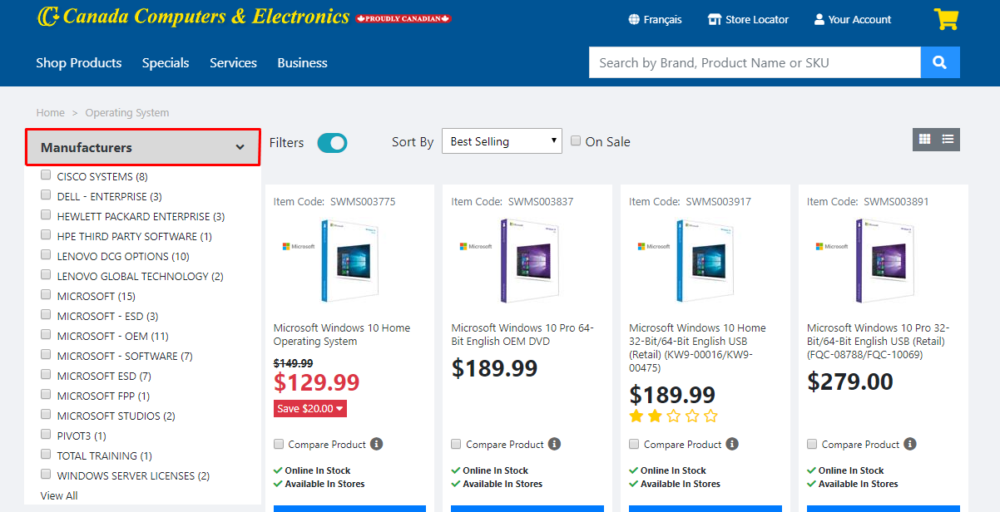 Canada Computers & Electronics PROUDLY CANADIAN
Français Store Locator Your Account
Shop Products Specials Services Business
Search by Brand, Product Name or SKU
Home > Operating System
Manufacturers
CISCO SYSTEMS (8)
DELL - ENTERPRISE (3)
HEWLETT PACKARD ENTERPRISE (3)
HPE THIRD PARTY SOFTWARE (1)
LENOVO DCG OPTIONS (10)
LENOVO GLOBAL TECHNOLOGY (2)
MICROSOFT (15)
MICROSOFT - ESD (3)
MICROSOFT - OEM (11)
MICROSOFT - SOFTWARE (7)
MICROSOFT ESD (7)
MICROSOFT FPP (1)
MICROSOFT STUDIOS (2)
PIVOT3 (1)
TOTAL TRAINING (1)
WINDOWS SERVER LICENSES (2)
View All
Filters
Sort By Best Selling On Sale
Item Code: SWMS003775
Microsoft
Microsoft Windows 10 Home
Operating System
$149.99
$129.99
Save $20.00
Compare Product
Online In Stock
Available In Stores
Item Code: SWMS003837
Microsoft
Microsoft Windows 10 Pro 64-
Bit English OEM DVD
$189.99
Compare Product
Online In Stock
Available In Stores
Item Code: SWMS003917
Microsoft
Microsoft Windows 10 Home
32-Bit/64-Bit English USB
(Retail) (KW9-00016/KW9-
00475)
$189.99
Compare Product
Online In Stock
Available In Stores
Item Code: SWMS003891
Microsoft
Microsoft Windows 10 Pro 32-
Bit/64-Bit English USB (Retail)
(FQC-08788/FQC-10069)
$279.00
Compare Product
Online In Stock
Available In Stores